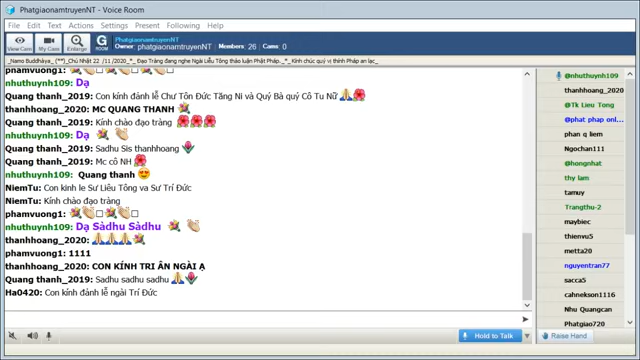 PhatgiaonamtruyenNT - Voice Room
File Edit Text Actions Settings Present Following Help
View Cam
My Cam
Enlarge
G
ROOM
PhatgiaonamtruyenNT
Owner phatgiaonamtruyenNT Members : 26 Cams : 0
_Namo Buddhàya_ (_Chủ Nhật 22 /11 /2020_*_ Đạo Tràng đang nghe Ngài Liễu Tông thảo luận Phật Pháp._*_ Kính chúc quý vị thính Pháp an lạc_
phamvuong1:
nhuthuynh109: Dạ
Quang thanh_2019: Con kính đảnh lễ Chư Tôn Đức Tăng Ni và Quý Bà quý Cô Tu Nữ
thanhhoang_2020: MC QUANG THANH
Quang thanh_2019: Kính chào đạo tràng
nhuthuynh109: Dạ
Quang thanh_2019: Sadhu Sis thanhhoang
Quang thanh_2019: Mc cô NH
nhuthuynh109: Quang thanh
NiemTu: Con kinh le Sư Liêu Tông va Sư Trí Đức
NiemTu: Kính chào đạo tràng
phamvuong1:
nhuthuynh109: Dạ Sàdhu Sàdhu
thanhhoang_2020:
phamvuong1: 1111
thanhhoang_2020: CON KÍNH TRI ÂN NGÀI Ạ
Quang thanh_2019: Sadhu sadhu sadhu
Ha0420: Con kính đảnh lễ ngài Trí Đức
@nhuthuynh109
thanhhoang_2020
@Tk Lieu Tong
@phat phap onl...
phan q liem
Ngochan111
@hongnhat
thy lam
tamuy
Trangthu-2
maybiec
thienvu5
metta20
nguyentran77
sacca5
cahnekson1116
Nhu Quangcan
Phatgiao720
Hold to Talk
Raise Hand